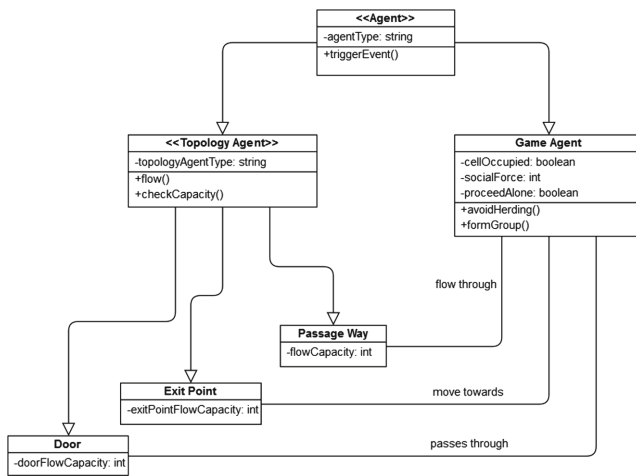 <<Agent>>
-agentType: string
+triggerEvent()
<<Topology Agent>>
-topologyAgentType: string
+flow()
+checkCapacity()
Game Agent
-cellOccupied: boolean
-socialForce: int
-proceedAlone: boolean
+avoidHerding()
+formGroup()
flow through
Passage Way
-flowCapacity: int
Exit Point
-exitPointFlowCapacity: int
move towards
Door
-doorFlowCapacity: int
passes through